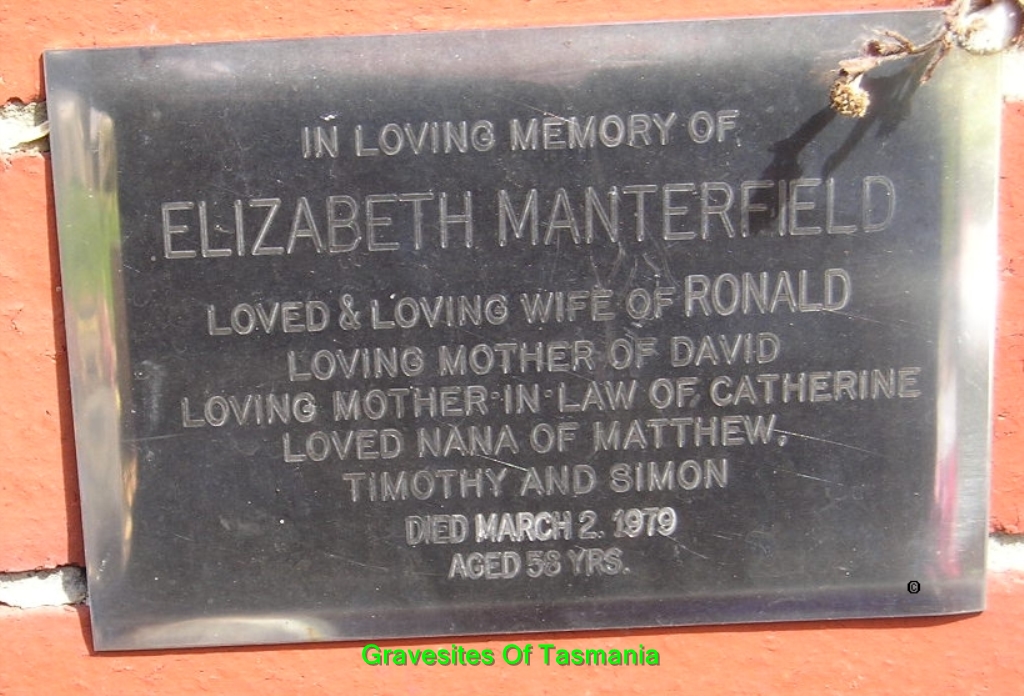 IN LOVING MEMORY OF
ELIZABETH MANTERFIELD
LOVED & LOVING WIFE OF RONALD
LOVING MOTHER OF DAVID
LOVING MOTHER-IN-LAW OF CATHERINE
LOVED NANA OF MATTHEW,
TIMOTHY AND SIMON
DIED MARCH 2. 1979
AGED 58 YRS.
©
Gravesites Of Tasmania